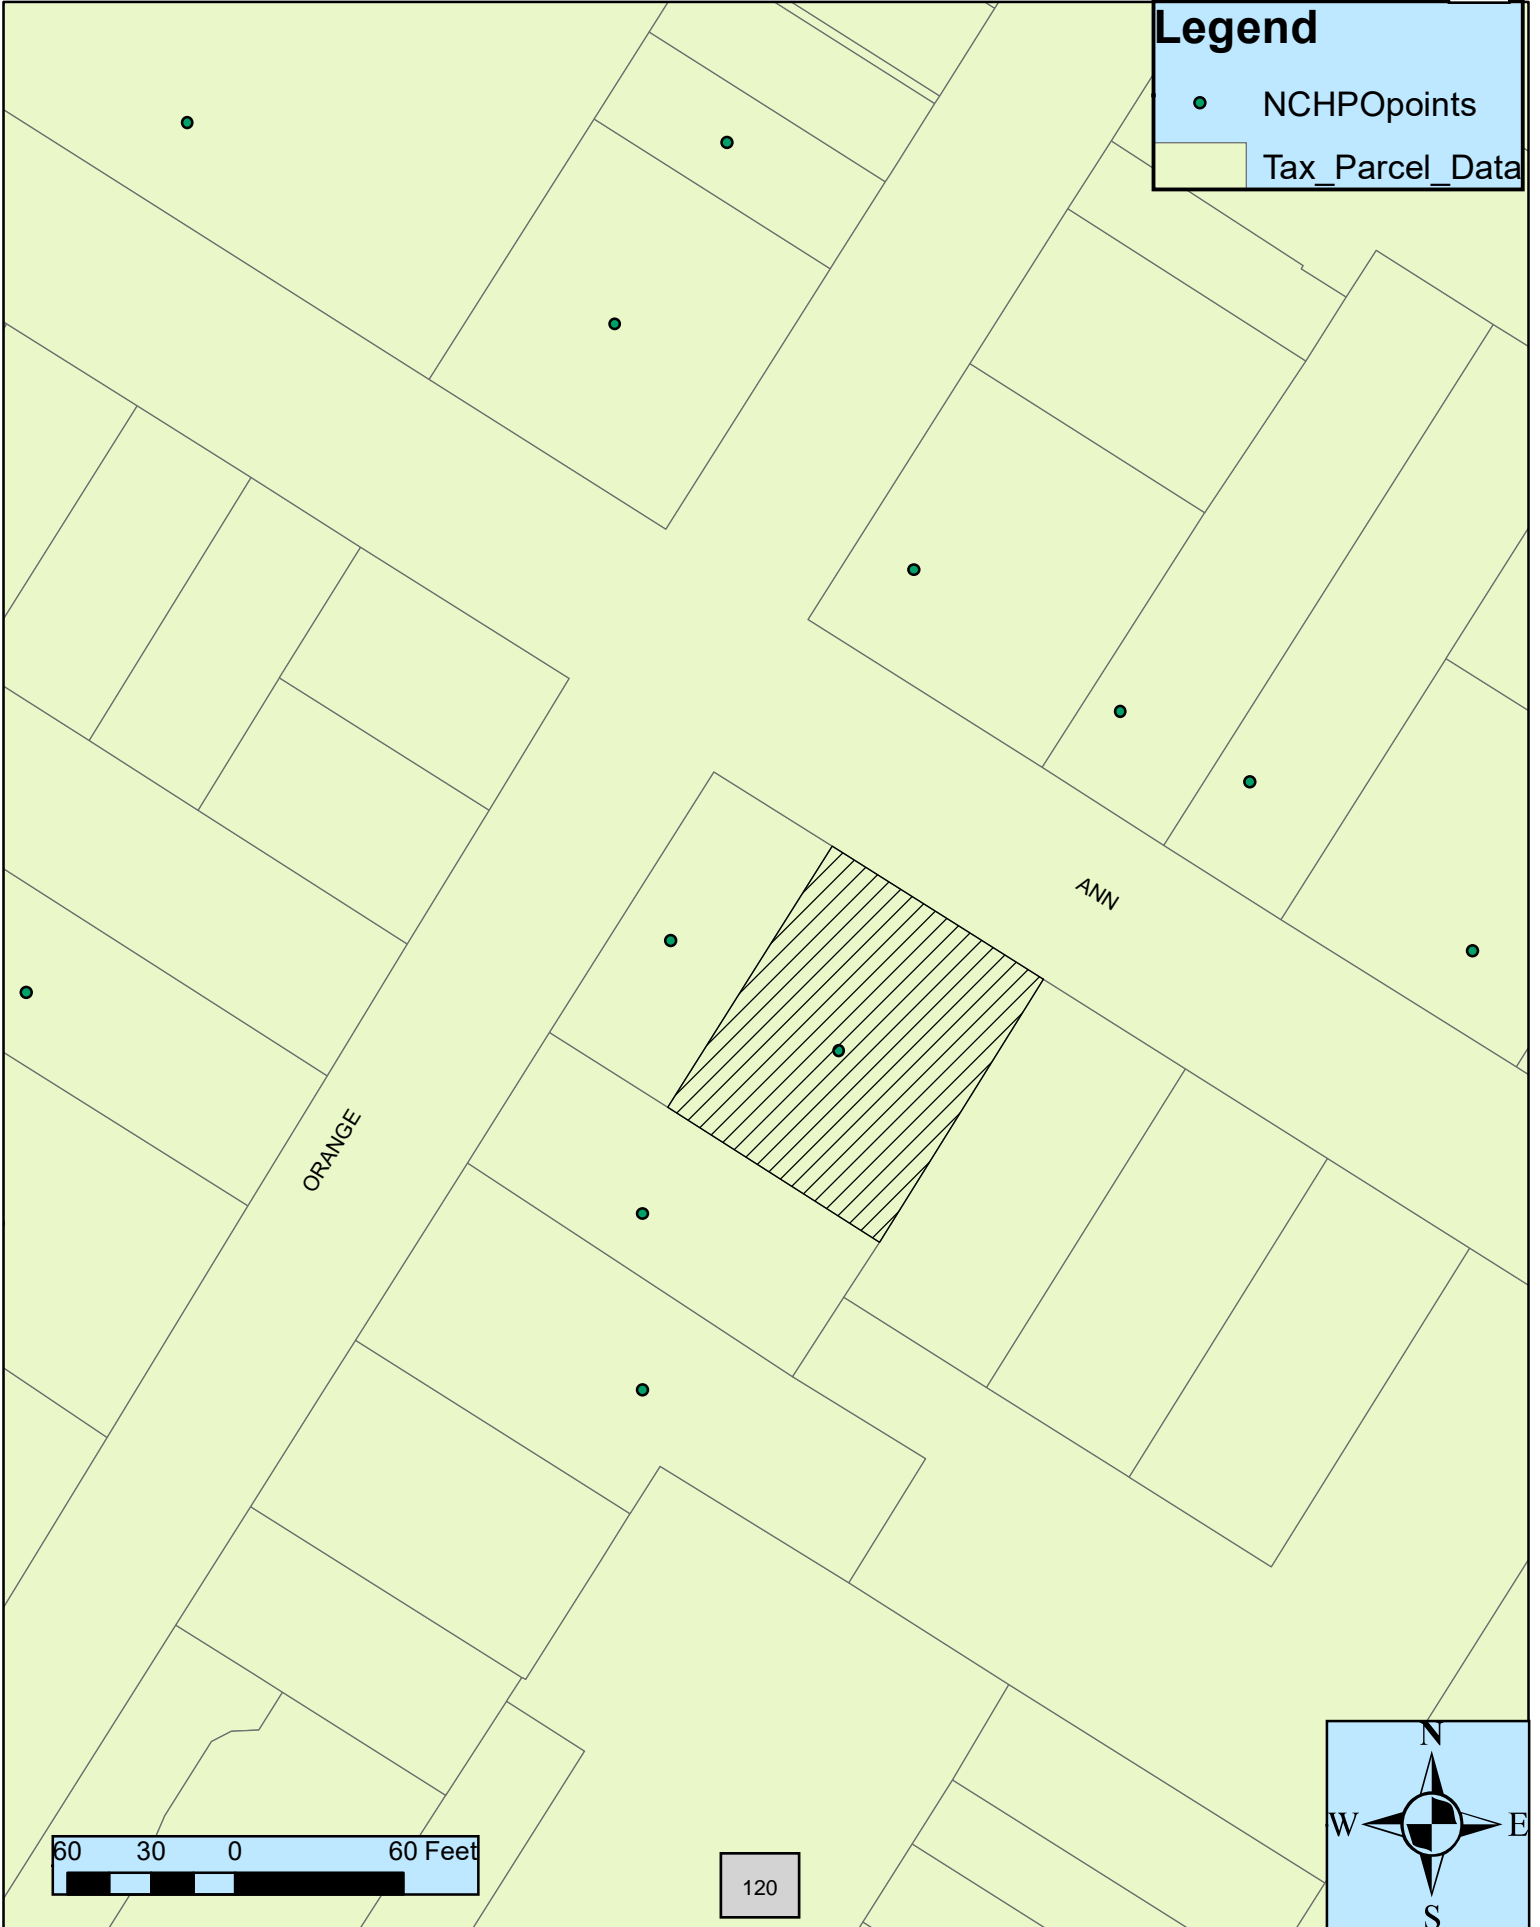 Legend
NCHPOpoints
Tax_Parcel_Data
ANN
ORANGE
N
W E
S
60 30 0 60 Feet
120